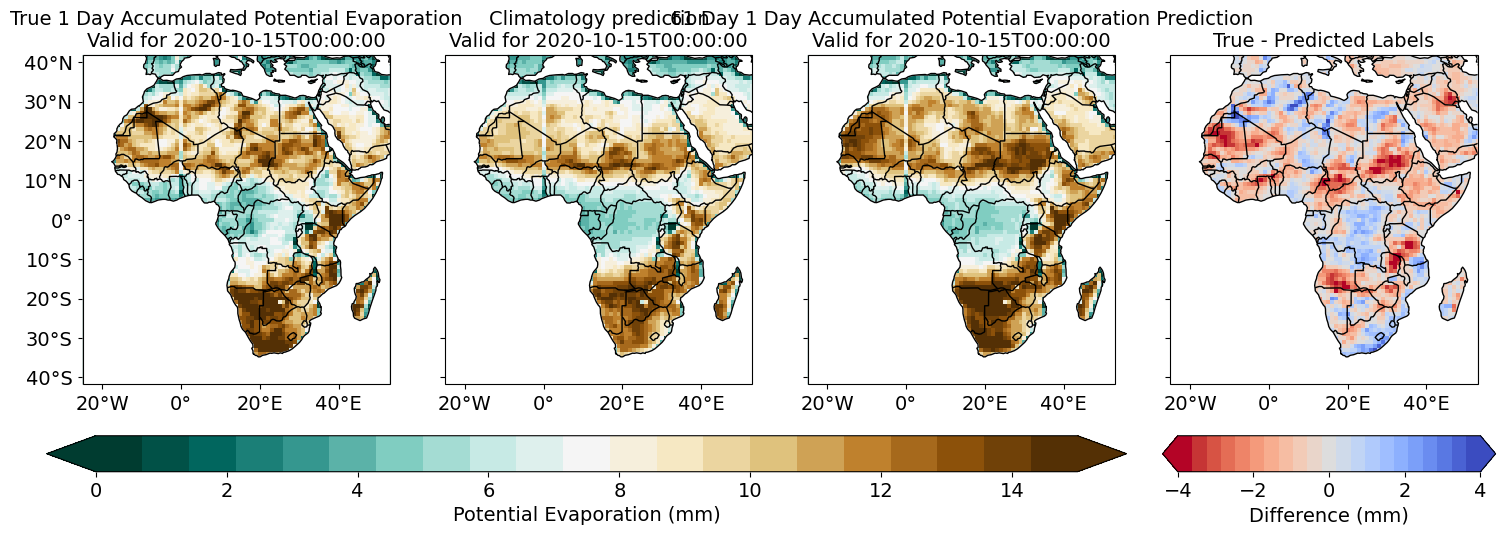 True 1 Day Accumulated Potential Evaporation
Valid for 2020-10-15T00:00:00
Climatology prediction
Valid for 2020-10-15T00:00:00
61 Day 1 Day Accumulated Potential Evaporation Prediction
Valid for 2020-10-15T00:00:00
True - Predicted Labels
40°N
30°N
20°N
10°N
0°
10°S
20°S
30°S
40°S
20°W 0° 20°E 40°E
20°W 0° 20°E 40°E
20°W 0° 20°E 40°E
20°W 0° 20°E 40°E
0 2 4 6 8 10 12 14
Potential Evaporation (mm)
−4 −2 0 2 4
Difference (mm)